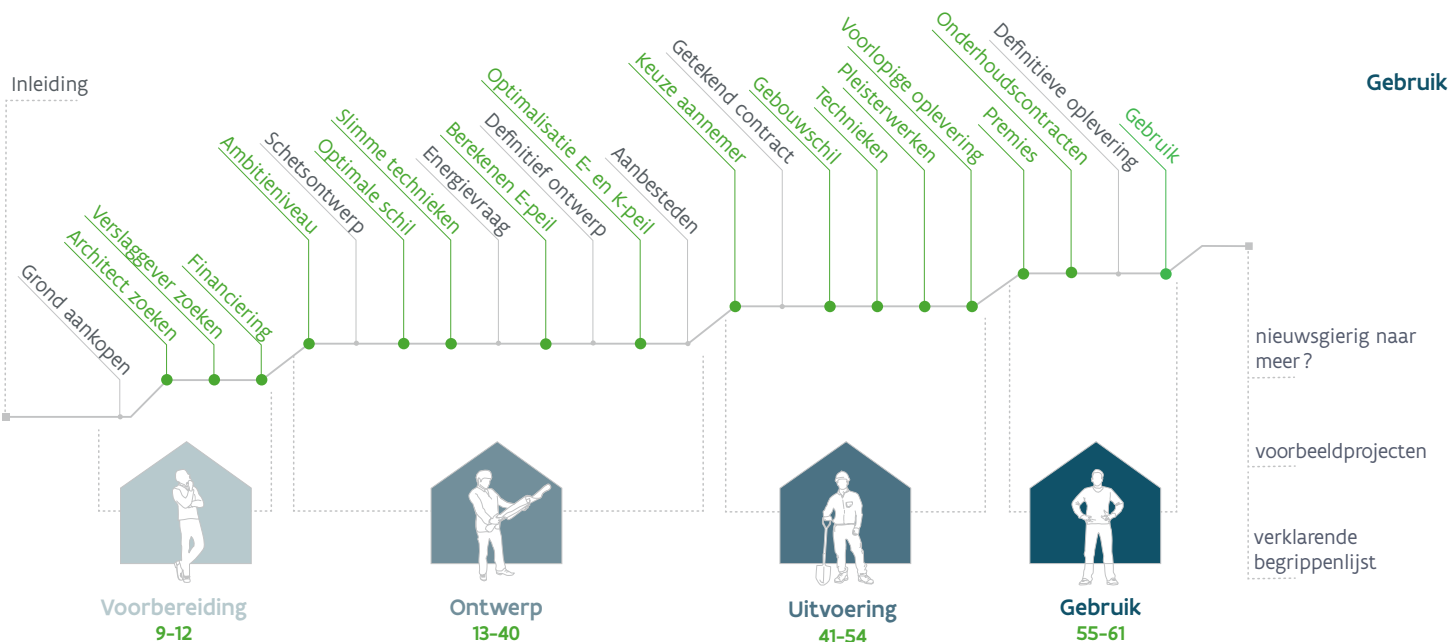 Inleiding
Gebruik
Grond aankopen
Architect zoeken
Verslaggever zoeken
Financiering
Ambitieniveau
Schetsontwerp
Optimale schil
Slimme technieken
Energievraag
Berekenen E-peil
Definitief ontwerp
Optimalisatie E- en K-peil
Aanbesteden
Keuze aannemer
Getekend contract
Gebouwschil
Technieken
Pleisterwerken
Voorlopige oplevering
Premies
Onderhoudscontracten
Definitieve oplevering
Gebruik
nieuwsgierig naar
meer?
voorbeeldprojecten
verklarende
begrippenlijst
Voorbereiding
9-12
Ontwerp
13-40
Uitvoering
41-54
Gebruik
55-61